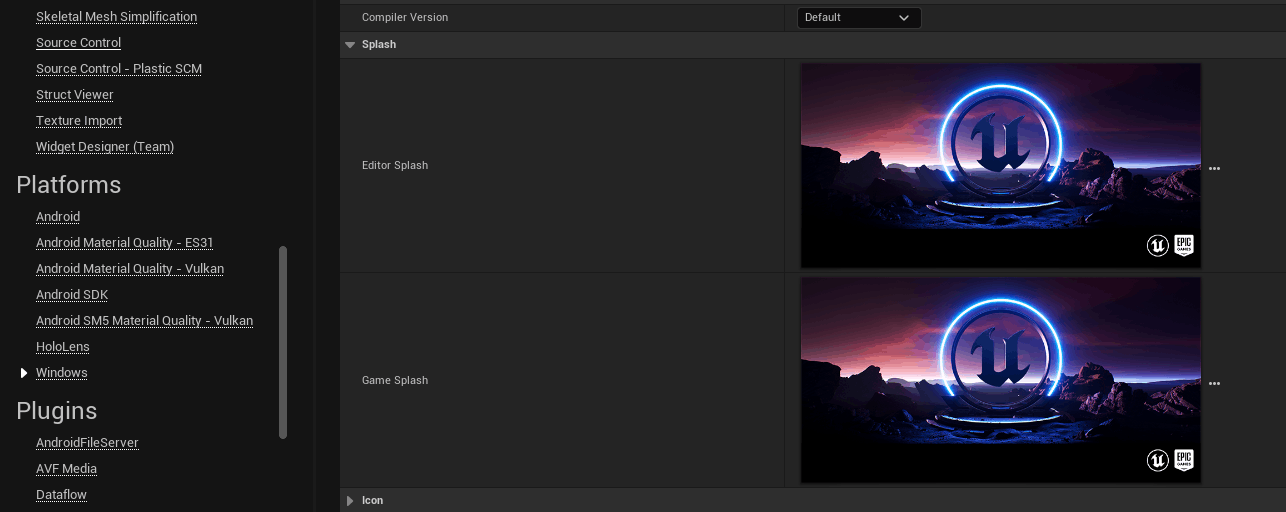 Skeletal Mesh Simplification
Source Control
Source Control - Plastic SCM
Struct Viewer
Texture Import
Widget Designer (Team)
Platforms
Android
Android Material Quality - ES31
Android Material Quality - Vulkan
Android SDK
Android SM5 Material Quality - Vulkan
HoloLens
Windows
Plugins
AndroidFileServer
AVF Media
Dataflow
Compiler Version
Default
Splash
Editor Splash
EPIC
GAMES
Game Splash
EPIC
GAMES
Icon